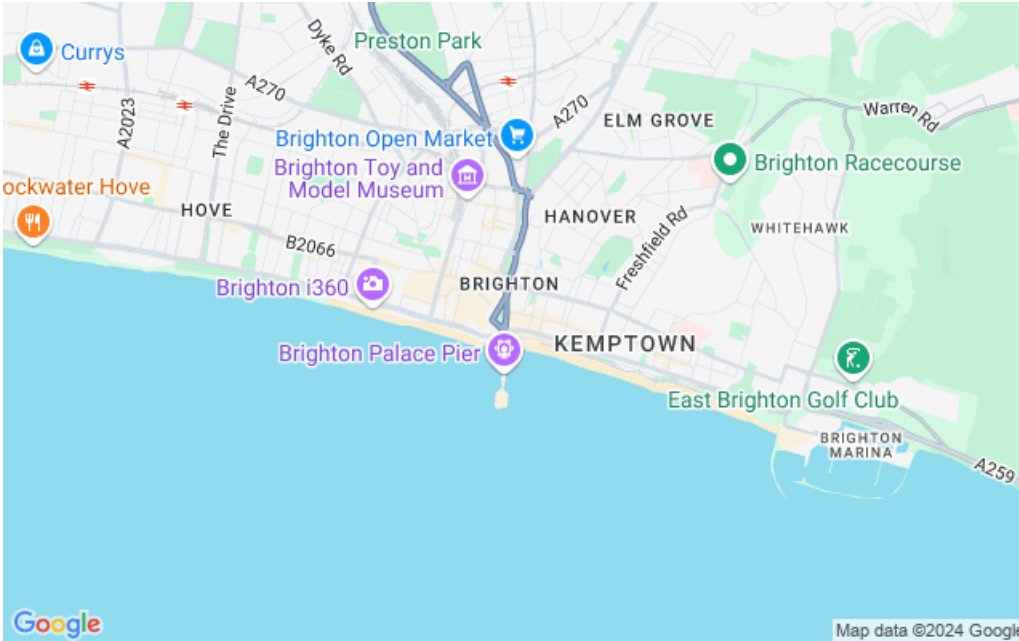 Preston Park
Dyke Rd
Currys
A270
A2023
The Drive
A270
Warren Rd
ELM GROVE
Brighton Open Market
Brighton Racecourse
Brighton Toy and
Model Museum
ockwater Hove
HOVE
HANOVER
Freshfield Rd
WHITEHAWK
B2066
Brighton i360
BRIGHTON
Brighton Palace Pier
KEMPTOWN
East Brighton Golf Club
BRIGHTON
MARINA
A259
Google
Map data ©2024 Google